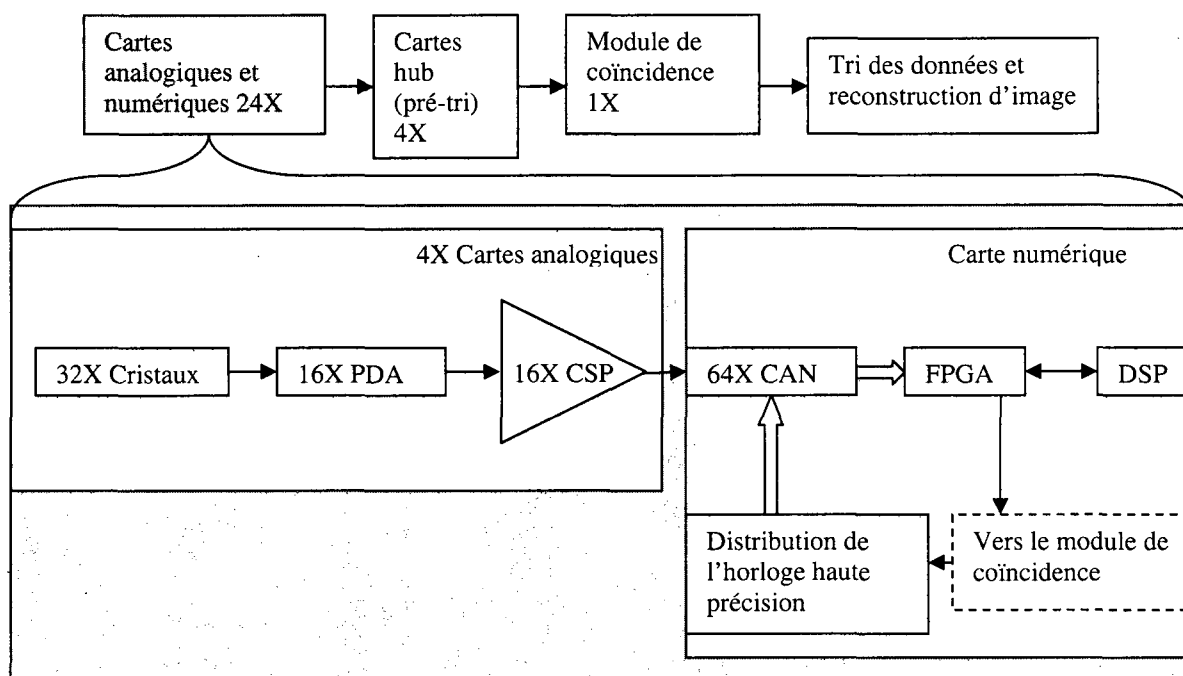 Cartes
analogiques et
numériques 24X
Cartes
hub
(pré-tri)
4X
Module de
coïncidence
1X
Tri des données et
reconstruction d'image
4X Cartes analogiques
Carte numérique
32X Cristaux
16X PDA
16X CSP
64X CAN
FPGA
DSP
Distribution de
l'horloge haute
précision
Vers le module de
coïncidence